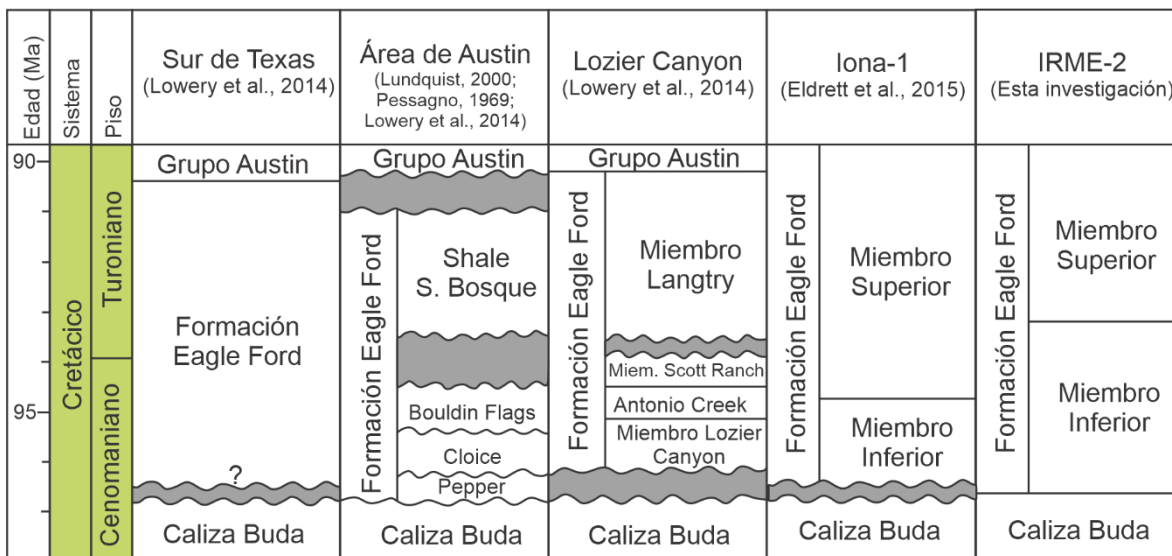 Edad (Ma)
Sistema
Piso
Sur de Texas
(Lowery et al., 2014)
Área de Austin
(Lundquist, 2000;
Pessagno, 1969;
Lowery et al., 2014)
Lozier Canyon
(Lowery et al., 2014)
Iona-1
(Eldrett et al., 2015)
IRME-2
(Esta investigación)
90
95
Cretácico
Turoniano
Cenomaniano
Grupo Austin
Formación
Eagle Ford
?
Caliza Buda
Grupo Austin
Formación Eagle Ford
Shale
S. Bosque
Bouldin Flags
Cloice
Pepper
Caliza Buda
Grupo Austin
Formación Eagle Ford
Miembro
Langtry
Miem. Scott Ranch
Antonio Creek
Miembro Lozier
Canyon
Caliza Buda
Formación Eagle Ford
Miembro
Superior
Miembro
Inferior
Caliza Buda
Formación Eagle Ford
Miembro
Superior
Miembro
Inferior
Caliza Buda